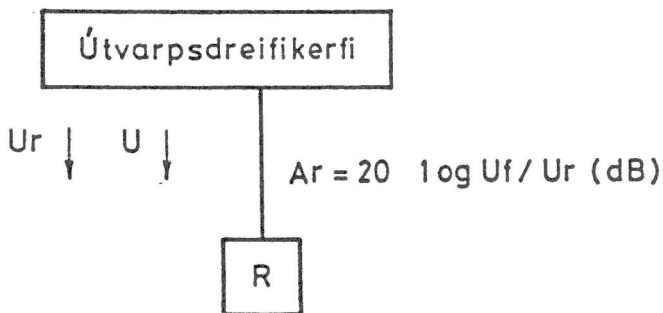 Útvarpsdreifikerfi
Ur U
Ar = 20 log Uf / Ur (dB)
R